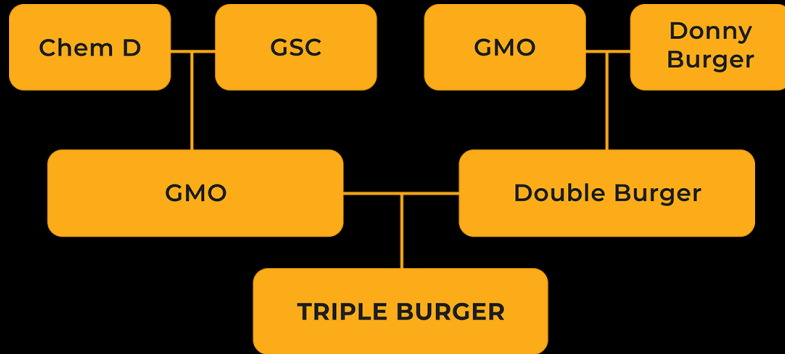 Chem D
GSC
GMO
Donny
Burger
GMO
Double Burger
TRIPLE BURGER